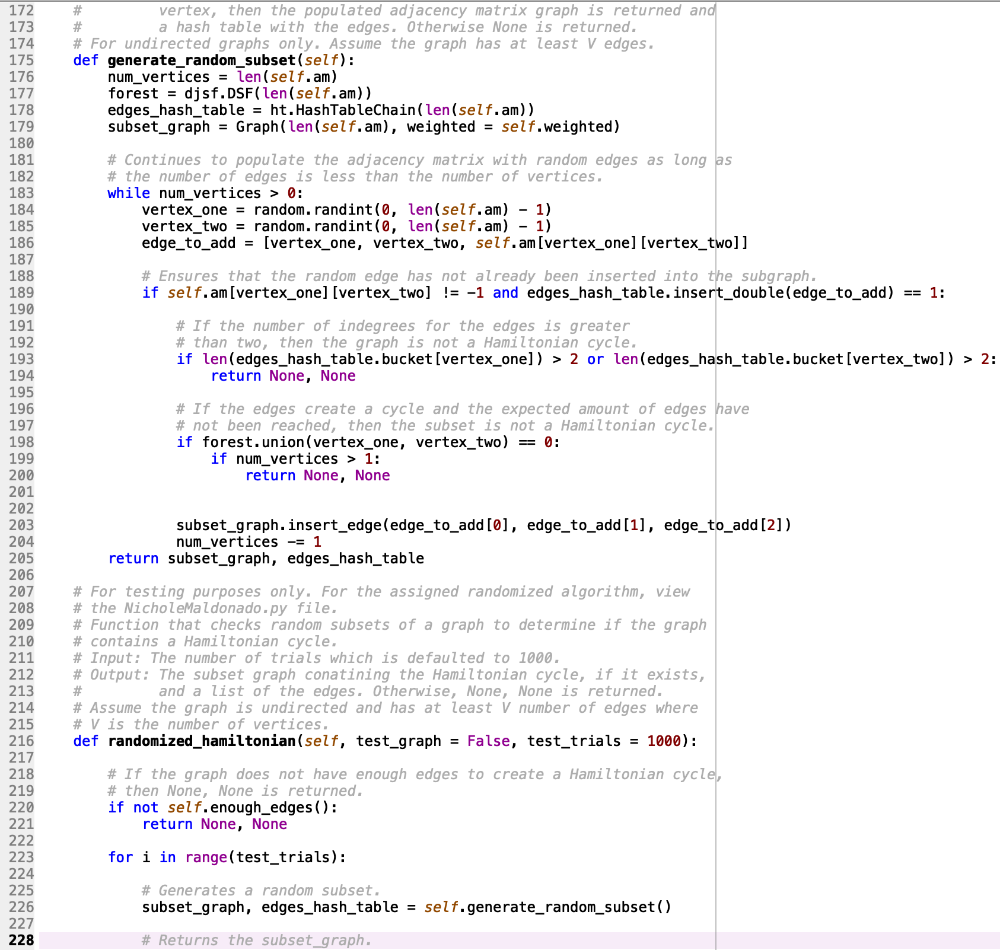 172 #         vertex, then the populated adjacency matrix graph is returned and
173 #         a hash table with the edges. Otherwise None is returned.
174 # For undirected graphs only. Assume the graph has at least V edges.
175 def generate_random_subset(self):
176     num_vertices = len(self.am)
177     forest = djsf.DSF(len(self.am))
178     edges_hash_table = ht.HashTableChain(len(self.am))
179     subset_graph = Graph(len(self.am), weighted = self.weighted)
180
181     # Continues to populate the adjacency matrix with random edges as long as
182     # the number of edges is less than the number of vertices.
183     while num_vertices > 0:
184         vertex_one = random.randint(0, len(self.am) - 1)
185         vertex_two = random.randint(0, len(self.am) - 1)
186         edge_to_add = [vertex_one, vertex_two, self.am[vertex_one][vertex_two]]
187
188         # Ensures that the random edge has not already been inserted into the subgraph.
189         if self.am[vertex_one][vertex_two] != -1 and edges_hash_table.insert_double(edge_to_add) == 1:
190
191             # If the number of indegrees for the edges is greater
192             # than two, then the graph is not a Hamiltonian cycle.
193             if len(edges_hash_table.bucket[vertex_one]) > 2 or len(edges_hash_table.bucket[vertex_two]) > 2:
194                 return None, None
195
196             # If the edges create a cycle and the expected amount of edges have
197             # not been reached, then the subset is not a Hamiltonian cycle.
198             if forest.union(vertex_one, vertex_two) == 0:
199                 if num_vertices > 1:
200                     return None, None
201
202
203             subset_graph.insert_edge(edge_to_add[0], edge_to_add[1], edge_to_add[2])
204             num_vertices -= 1
205     return subset_graph, edges_hash_table
206
207 # For testing purposes only. For the assigned randomized algorithm, view
208 # the NicholeMaldonado.py file.
209 # Function that checks random subsets of a graph to determine if the graph
210 # contains a Hamiltonian cycle.
211 # Input: The number of trials which is defaulted to 1000.
212 # Output: The subset graph conatining the Hamiltonian cycle, if it exists,
213 #         and a list of the edges. Otherwise, None, None is returned.
214 # Assume the graph is undirected and has at least V number of edges where
215 # V is the number of vertices.
216 def randomized_hamiltonian(self, test_graph = False, test_trials = 1000):
217
218     # If the graph does not have enough edges to create a Hamiltonian cycle,
219     # then None, None is returned.
220     if not self.enough_edges():
221         return None, None
222
223     for i in range(test_trials):
224
225         # Generates a random subset.
226         subset_graph, edges_hash_table = self.generate_random_subset()
227
228         # Returns the subset_graph.